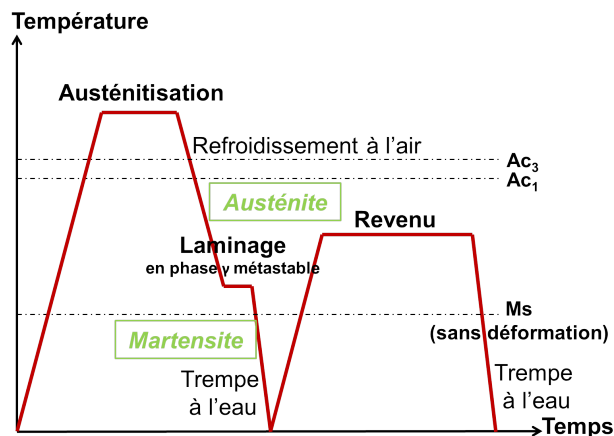 Température
Austénitisation
Refroidissement à l’air
Ac3
Ac1
Austénite
Revenu
Laminage
en phase γ métastable
Ms
(sans déformation)
Martensite
Trempe
à l’eau
Trempe
à l’eau
Temps